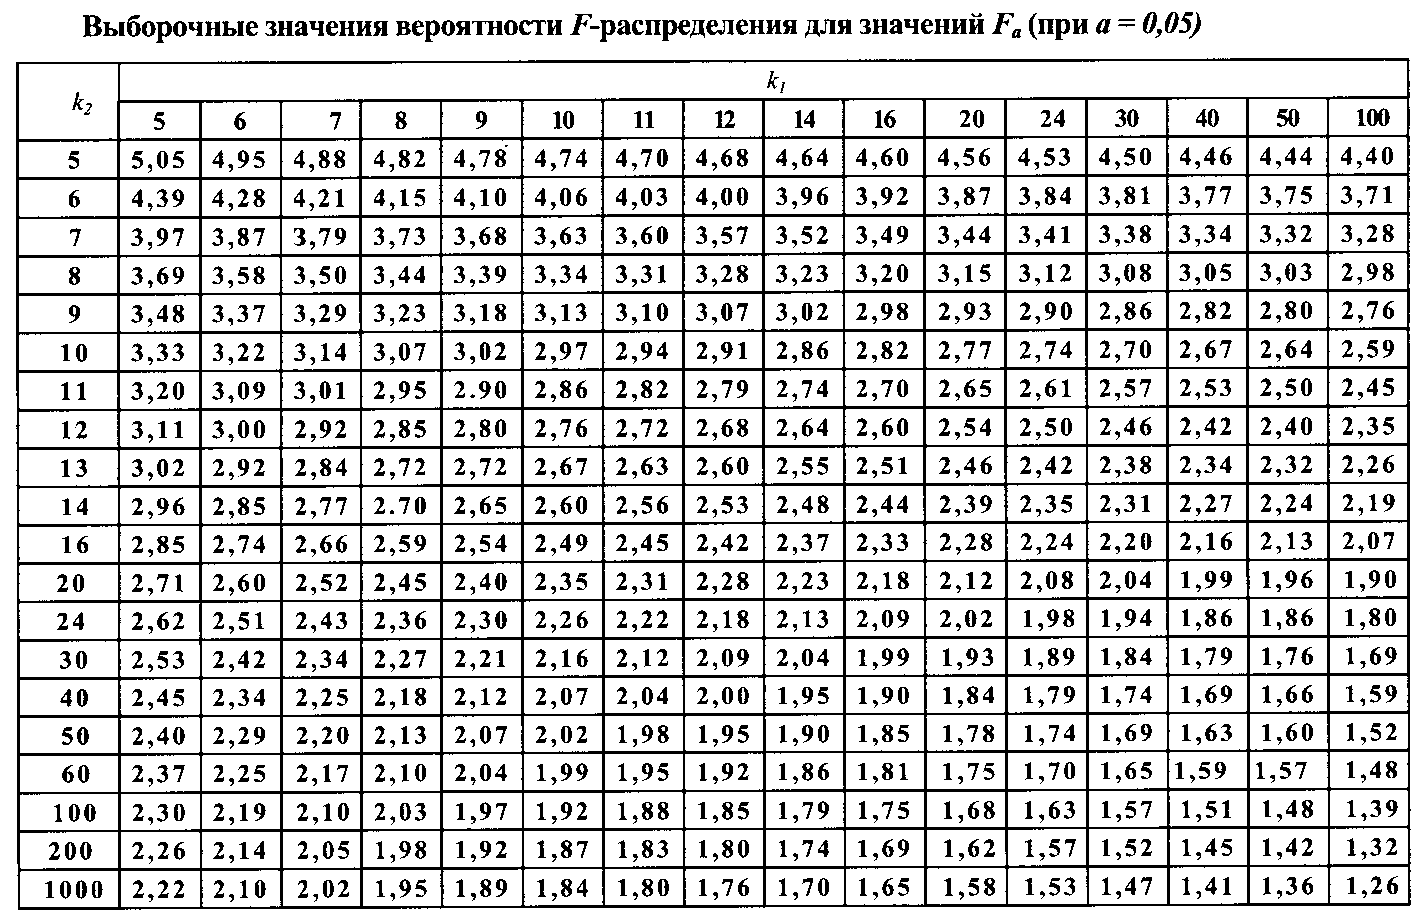 Выборочные значения вероятности F-распределения для значений Fa (при a = 0,05)
k2 k1
5 6 7 8 9 10 11 12 14 16 20 24 30 40 50 100
5 5,05 4,95 4,88 4,82 4,78 4,74 4,70 4,68 4,64 4,60 4,56 4,53 4,50 4,46 4,44 4,40
6 4,39 4,28 4,21 4,15 4,10 4,06 4,03 4,00 3,96 3,92 3,87 3,84 3,81 3,77 3,75 3,71
7 3,97 3,87 3,79 3,73 3,68 3,63 3,60 3,57 3,52 3,49 3,44 3,41 3,38 3,34 3,32 3,28
8 3,69 3,58 3,50 3,44 3,39 3,34 3,31 3,28 3,23 3,20 3,15 3,12 3,08 3,05 3,03 2,98
9 3,48 3,37 3,29 3,23 3,18 3,13 3,10 3,07 3,02 2,98 2,93 2,90 2,86 2,82 2,80 2,76
10 3,33 3,22 3,14 3,07 3,02 2,97 2,94 2,91 2,86 2,82 2,77 2,74 2,70 2,67 2,64 2,59
11 3,20 3,09 3,01 2,95 2.90 2,86 2,82 2,79 2,74 2,70 2,65 2,61 2,57 2,53 2,50 2,45
12 3,11 3,00 2,92 2,85 2,80 2,76 2,72 2,68 2,64 2,60 2,54 2,50 2,46 2,42 2,40 2,35
13 3,02 2,92 2,84 2,72 2,72 2,67 2,63 2,60 2,55 2,51 2,46 2,42 2,38 2,34 2,32 2,26
14 2,96 2,85 2,77 2.70 2,65 2,60 2,56 2,53 2,48 2,44 2,39 2,35 2,31 2,27 2,24 2,19
16 2,85 2,74 2,66 2,59 2,54 2,49 2,45 2,42 2,37 2,33 2,28 2,24 2,20 2,16 2,13 2,07
20 2,71 2,60 2,52 2,45 2,40 2,35 2,31 2,28 2,23 2,18 2,12 2,08 2,04 1,99 1,96 1,90
24 2,62 2,51 2,43 2,36 2,30 2,26 2,22 2,18 2,13 2,09 2,02 1,98 1,94 1,86 1,86 1,80
30 2,53 2,42 2,34 2,27 2,21 2,16 2,12 2,09 2,04 1,99 1,93 1,89 1,84 1,79 1,76 1,69
40 2,45 2,34 2,25 2,18 2,12 2,07 2,04 2,00 1,95 1,90 1,84 1,79 1,74 1,69 1,66 1,59
50 2,40 2,29 2,20 2,13 2,07 2,02 1,98 1,95 1,90 1,85 1,78 1,74 1,69 1,63 1,60 1,52
60 2,37 2,25 2,17 2,10 2,04 1,99 1,95 1,92 1,86 1,81 1,75 1,70 1,65 1,59 1,57 1,48
100 2,30 2,19 2,10 2,03 1,97 1,92 1,88 1,85 1,79 1,75 1,68 1,63 1,57 1,51 1,48 1,39
200 2,26 2,14 2,05 1,98 1,92 1,87 1,83 1,80 1,74 1,69 1,62 1,57 1,52 1,45 1,42 1,32
1000 2,22 2,10 2,02 1,95 1,89 1,84 1,80 1,76 1,70 1,65 1,58 1,53 1,47 1,41 1,36 1,26